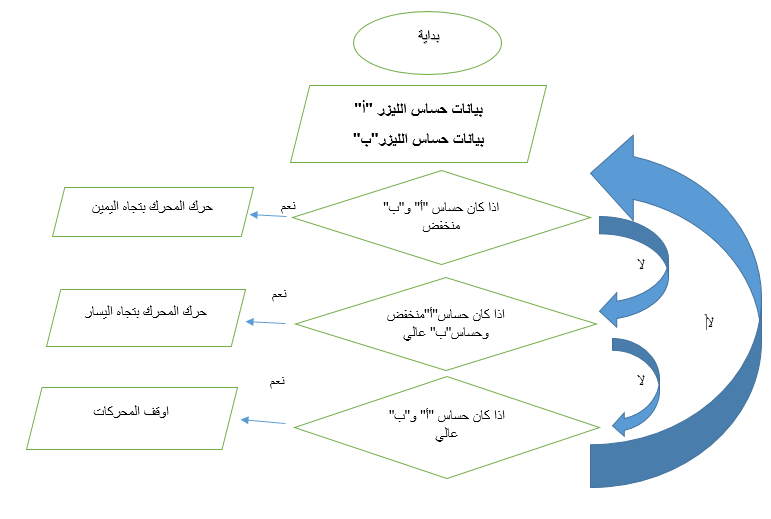 بداية
بيانات حساس الليزر "أ"
بيانات حساس الليزر"ب"
اذا كان حساس "أ" و"ب"
منخفض
نعم
حرك المحرك بتجاه اليمين
لا
اذا كان حساس"أ"منخفض
وحساس"ب" عالي
نعم
حرك المحرك بتجاه اليسار
لا
لا
اذا كان حساس "أ" و"ب"
عالي
نعم
اوقف المحركات